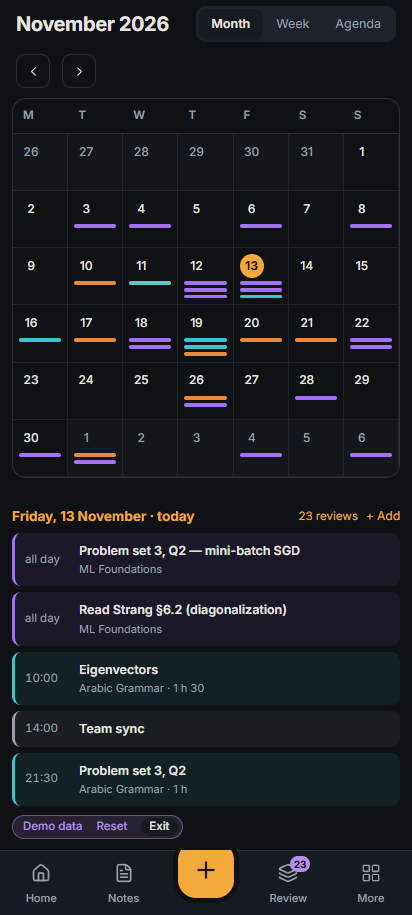 November 2026
Month Week Agenda
M T W T F S S
26 27 28 29 30 31 1
2 3 4 5 6 7 8
9 10 11 12 13 14 15
16 17 18 19 20 21 22
23 24 25 26 27 28 29
30 1 2 3 4 5 6
Friday, 13 November · today 23 reviews + Add
all day Problem set 3, Q2 — mini-batch SGD
ML Foundations
all day Read Strang §6.2 (diagonalization)
ML Foundations
10:00 Eigenvectors
Arabic Grammar · 1 h 30
14:00 Team sync
21:30 Problem set 3, Q2
Arabic Grammar · 1 h
Demo data Reset Exit
23
Home Notes Review More